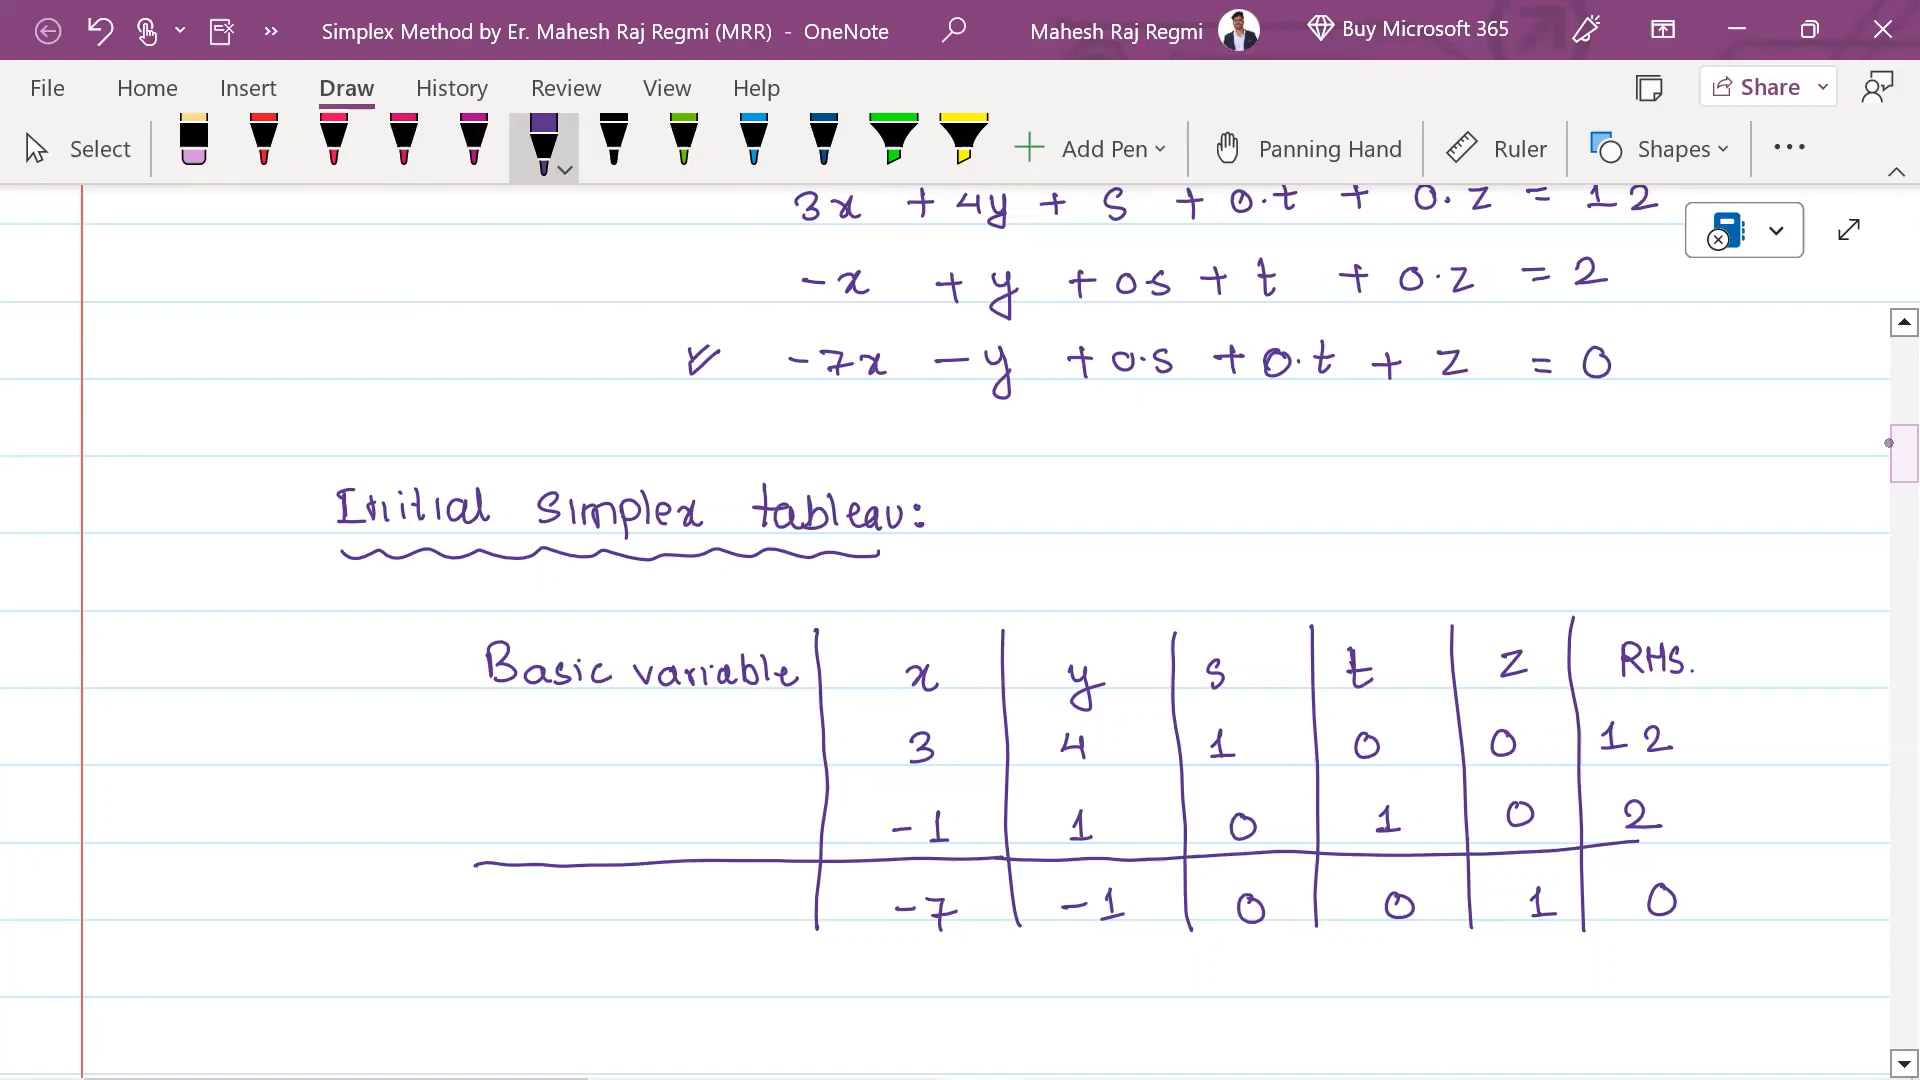 Simplex Method by Er. Mahesh Raj Regmi (MRR) - OneNote
Mahesh Raj Regmi
Buy Microsoft 365
File Home Insert Draw History Review View Help Share
Select Add Pen Panning Hand Ruler Shapes
3x + 4y + s + 0.t + 0.z = 12
-x + y + 0s + t + 0.z = 2
-7x - y + 0.s + 0.t + z = 0
Initial simplex tableau:
Basic variable x y s t z RHS.
3 4 1 0 0 12
-1 1 0 1 0 2
-7 -1 0 0 1 0